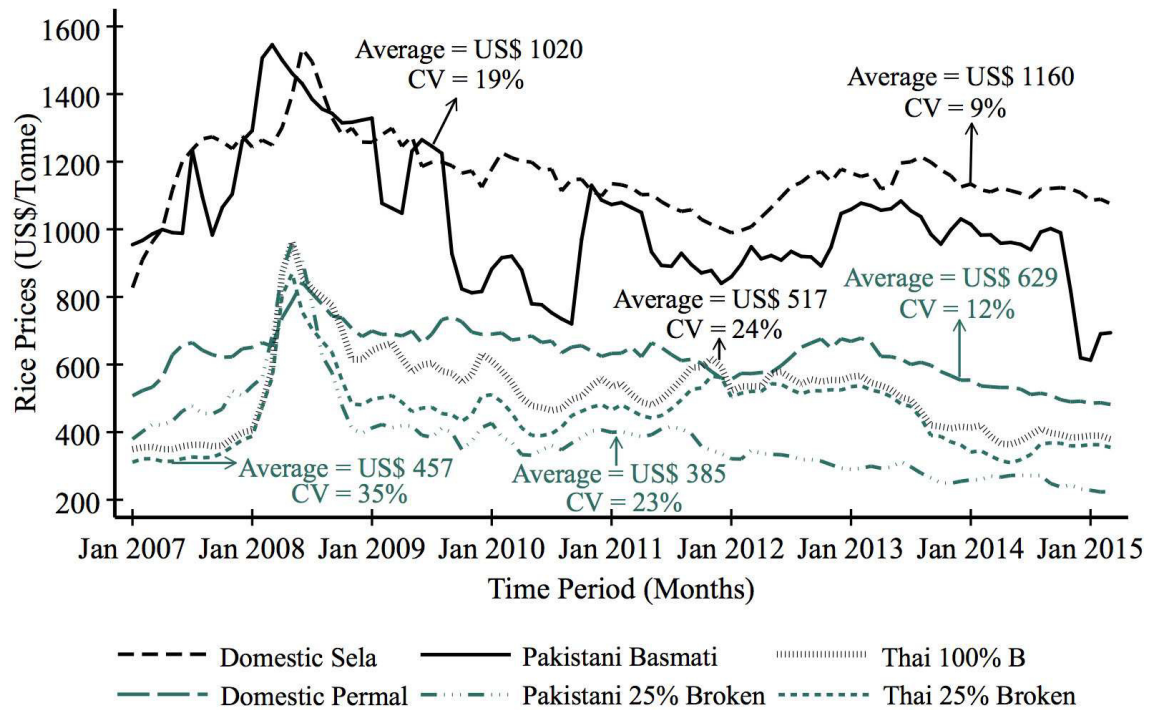 1600
1400
1200
1000
800
600
400
200
Rice Prices (US$/Tonne)
Average = US$ 1020
CV = 19%
Average = US$ 1160
CV = 9%
Average = US$ 629
CV = 12%
Average = US$ 517
CV = 24%
Average = US$ 457
CV = 35%
Average = US$ 385
CV = 23%
Jan 2007 Jan 2008 Jan 2009 Jan 2010 Jan 2011 Jan 2012 Jan 2013 Jan 2014 Jan 2015
Time Period (Months)
Domestic Sela Pakistani Basmati Thai 100% B
Domestic Permal Pakistani 25% Broken Thai 25% Broken